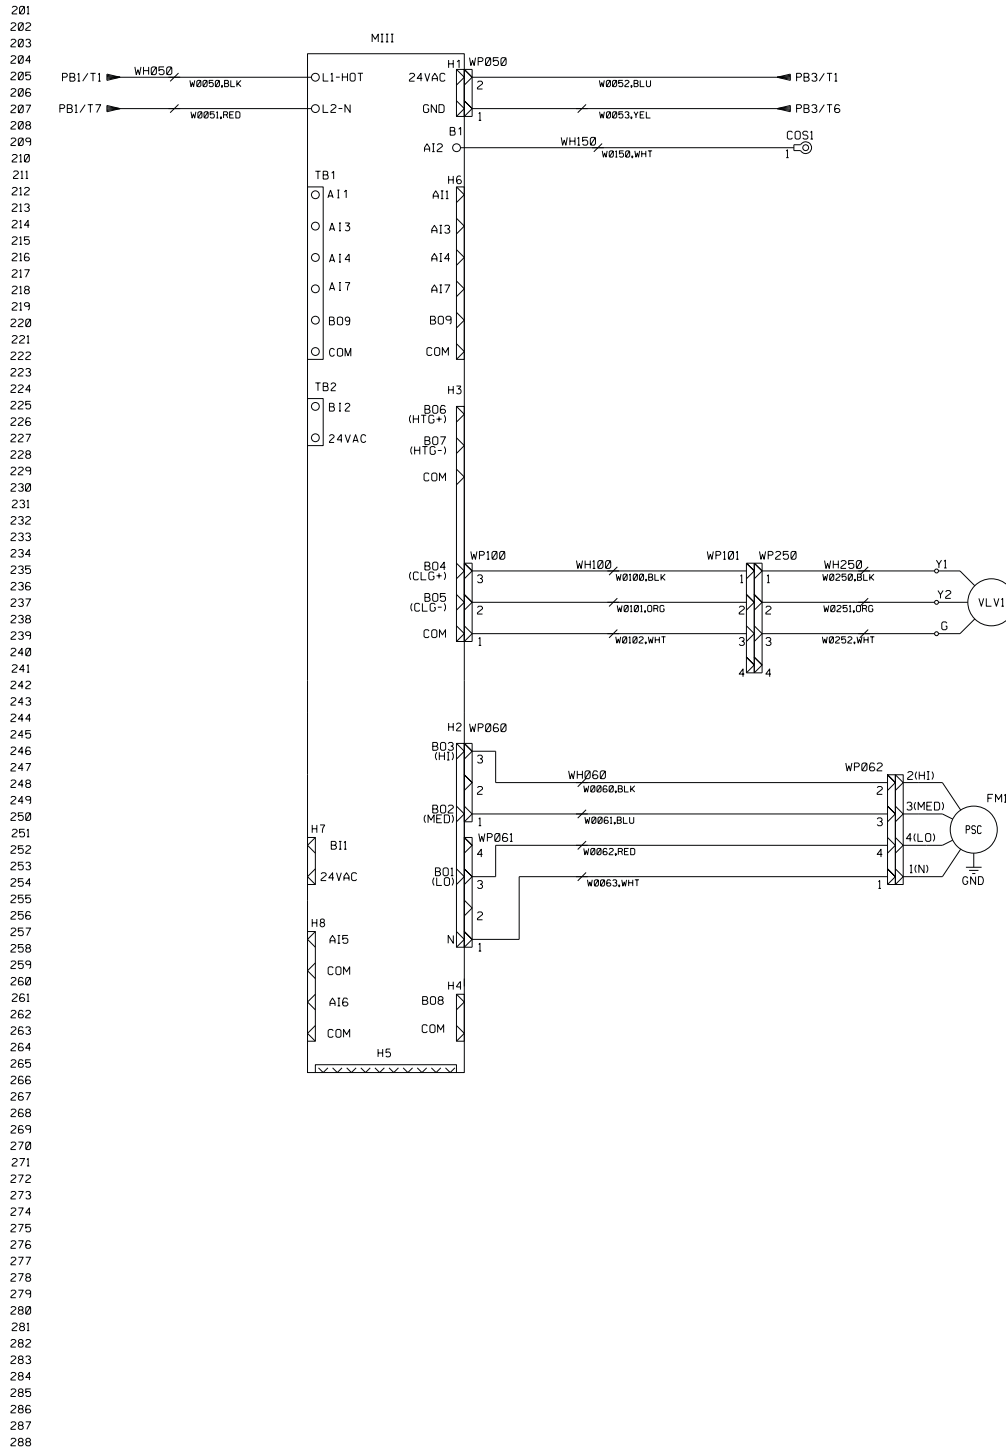 201
202
203
MIII
204
H1 WP050
205 PB1/T1 WH050 W0050,BLK L1-HOT 24VAC 2 W0052,BLU PB3/T1
206
207 PB1/T7 W0051,RED L2-N GND 1 W0053,YEL PB3/T6
208
B1 COS1
209 AI2 WH150 W0150,WHT 1
210
211 TB1 H6
212 AI1 AI1
213
214 AI3 AI3
215
216 AI4 AI4
217
218 AI7 AI7
219
220 BO9 BO9
221
222 COM COM
223
224 TB2 H3
225 BI2 BO6
226 (HTG+)
227 24VAC BO7
228 (HTG-)
229 COM
230
231
232
233
234 WP100 WP101 WP250
235 BO4 3 WH100 W0100,BLK 1 1 WH250 W0250,BLK Y1
(CLG+)
236
237 BO5 2 W0101,ORG 2 2 W0251,ORG Y2 VLV1
(CLG-)
238
239 COM 1 W0102,WHT 3 3 W0252,WHT G
240
241 4 4
242
243
244
245 H2 WP060
246 BO3 3
(HI)
247 WP062
248 2 WH060 W0060,BLK 2 2(HI)
249 FM1
250 BO2 1 W0061,BLU 3 3(MED)
(MED)
PSC
251 H7 WP061
252 BI1 4 W0062,RED 4 4(LO)
253
254 24VAC BO1 3 W0063,WHT 1 1(N) GND
(LO)
255
256 2
257 H8
258 AI5 N 1
259
260 COM
H4
261 AI6 BO8
262
263 COM COM
264
H5
265
266
267
268
269
270
271
272
273
274
275
276
277
278
279
280
281
282
283
284
285
286
287
288